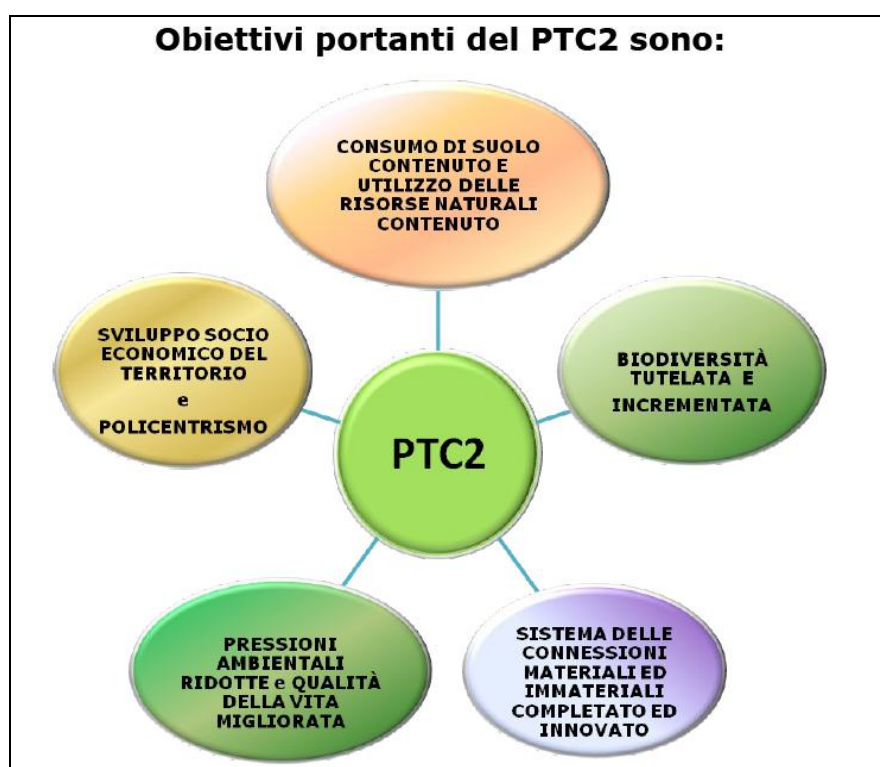 Obiettivi portanti del PTC2 sono:
CONSUMO DI SUOLO
CONTENUTO E
UTILIZZO DELLE
RISORSE NATURALI
CONTENUTO
SVILUPPO SOCIO
ECONOMICO DEL
TERRITORIO
e
POLICENTRISMO
BIODIVERSITÀ
TUTELATA E
INCREMENTATA
PTC2
PRESSIONI
AMBIENTALI
RIDOTTE e QUALITÀ
DELLA VITA
MIGLIORATA
SISTEMA DELLE
CONNESSIONI
MATERIALI ED
IMMATERIALI
COMPLETATO ED
INNOVATO